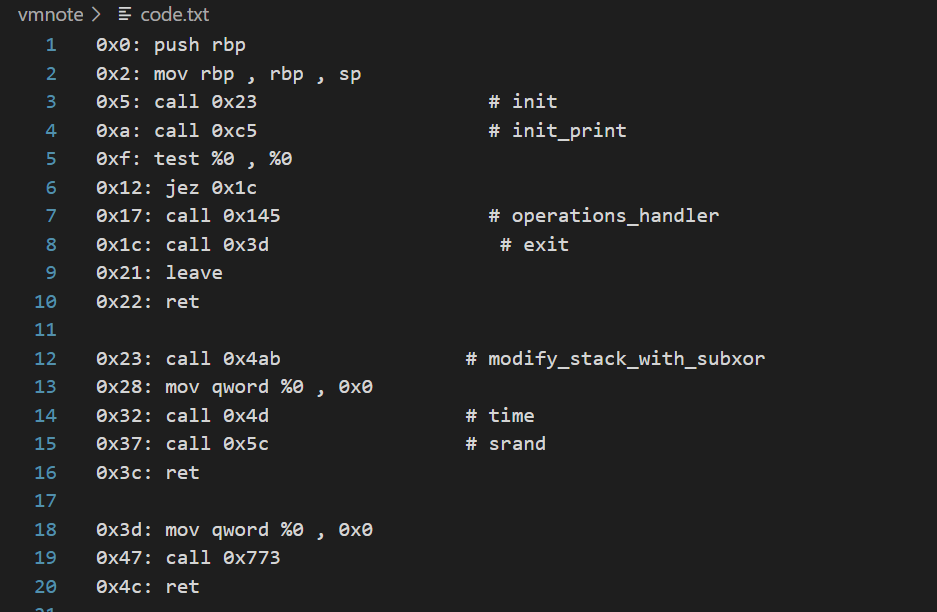 vmnote > code.txt
1 0x0: push rbp
2 0x2: mov rbp , rbp , sp
3 0x5: call 0x23 # init
4 0xa: call 0xc5 # init_print
5 0xf: test %0 , %0
6 0x12: jez 0x1c
7 0x17: call 0x145 # operations_handler
8 0x1c: call 0x3d # exit
9 0x21: leave
10 0x22: ret
11
12 0x23: call 0x4ab # modify_stack_with_subxor
13 0x28: mov qword %0 , 0x0
14 0x32: call 0x4d # time
15 0x37: call 0x5c # srand
16 0x3c: ret
17
18 0x3d: mov qword %0 , 0x0
19 0x47: call 0x773
20 0x4c: ret